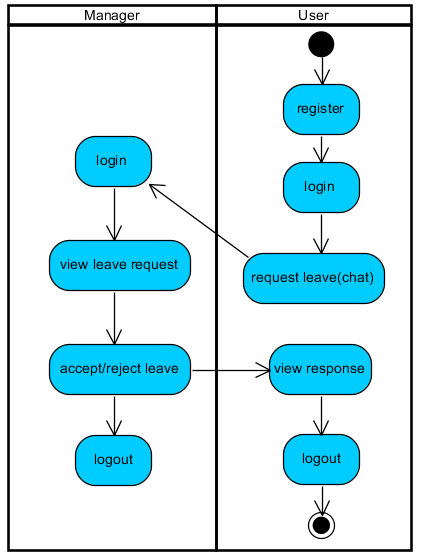 Manager
User
register
login
login
view leave request
request leave(chat)
accept/reject leave
view response
logout
logout